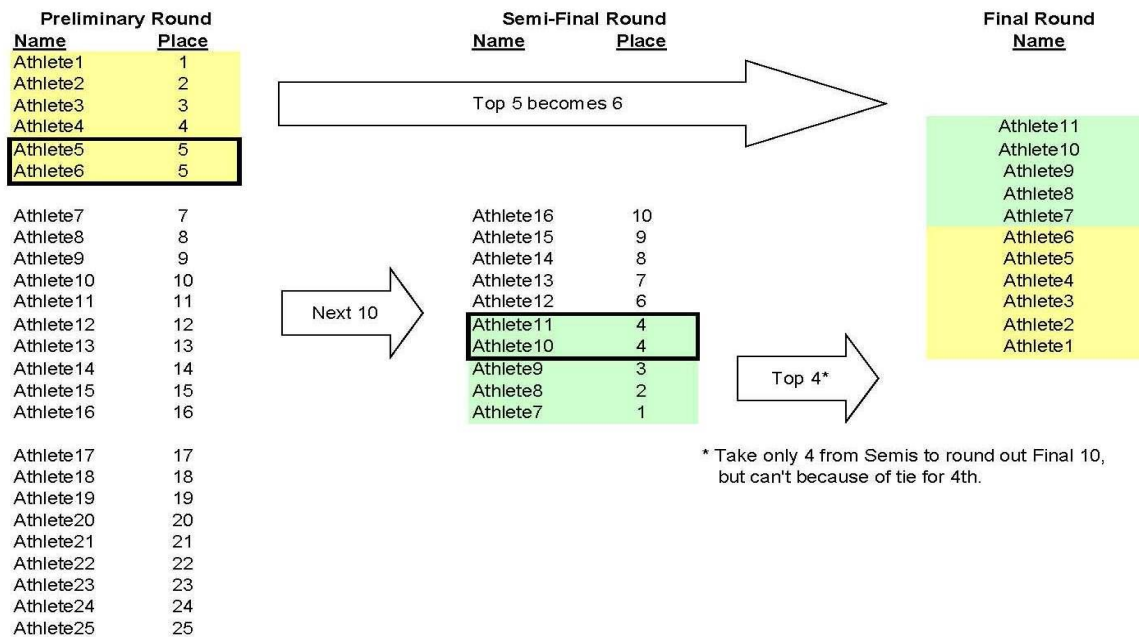 Preliminary Round
Name Place
Athlete1 1
Athlete2 2
Athlete3 3
Athlete4 4
Athlete5 5
Athlete6 5
Athlete7 7
Athlete8 8
Athlete9 9
Athlete10 10
Athlete11 11
Athlete12 12
Athlete13 13
Athlete14 14
Athlete15 15
Athlete16 16
Athlete17 17
Athlete18 18
Athlete19 19
Athlete20 20
Athlete21 21
Athlete22 22
Athlete23 23
Athlete24 24
Athlete25 25
Top 5 becomes 6
Next 10
Semi-Final Round
Name Place
Athlete16 10
Athlete15 9
Athlete14 8
Athlete13 7
Athlete12 6
Athlete11 4
Athlete10 4
Athlete9 3
Athlete8 2
Athlete7 1
Top 4*
* Take only 4 from Semis to round out Final 10,
but can't because of tie for 4th.
Final Round
Name
Athlete11
Athlete10
Athlete9
Athlete8
Athlete7
Athlete6
Athlete5
Athlete4
Athlete3
Athlete2
Athlete1